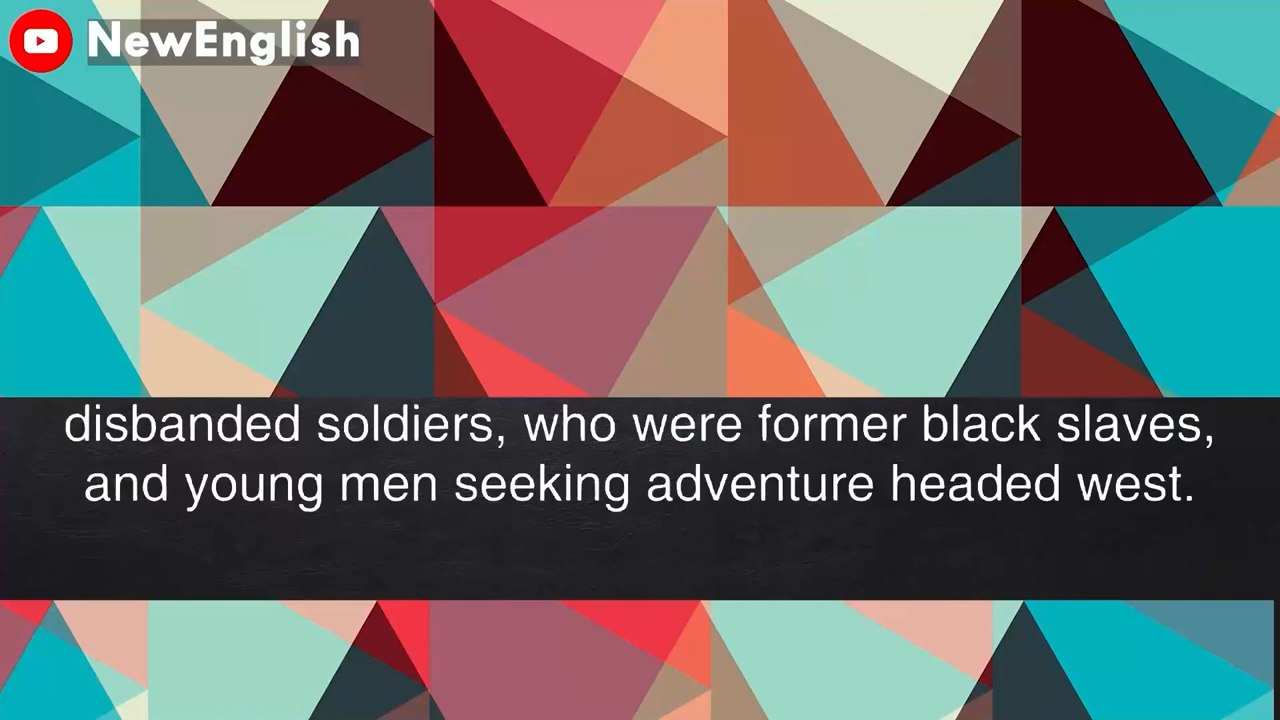 NewEnglish
disbanded soldiers, who were former black slaves,
and young men seeking adventure headed west.